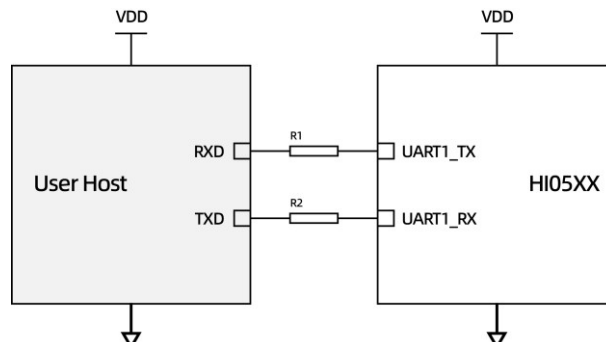 VDD VDD
R1
RXD UART1_TX
User Host HI05XX
R2
TXD UART1_RX